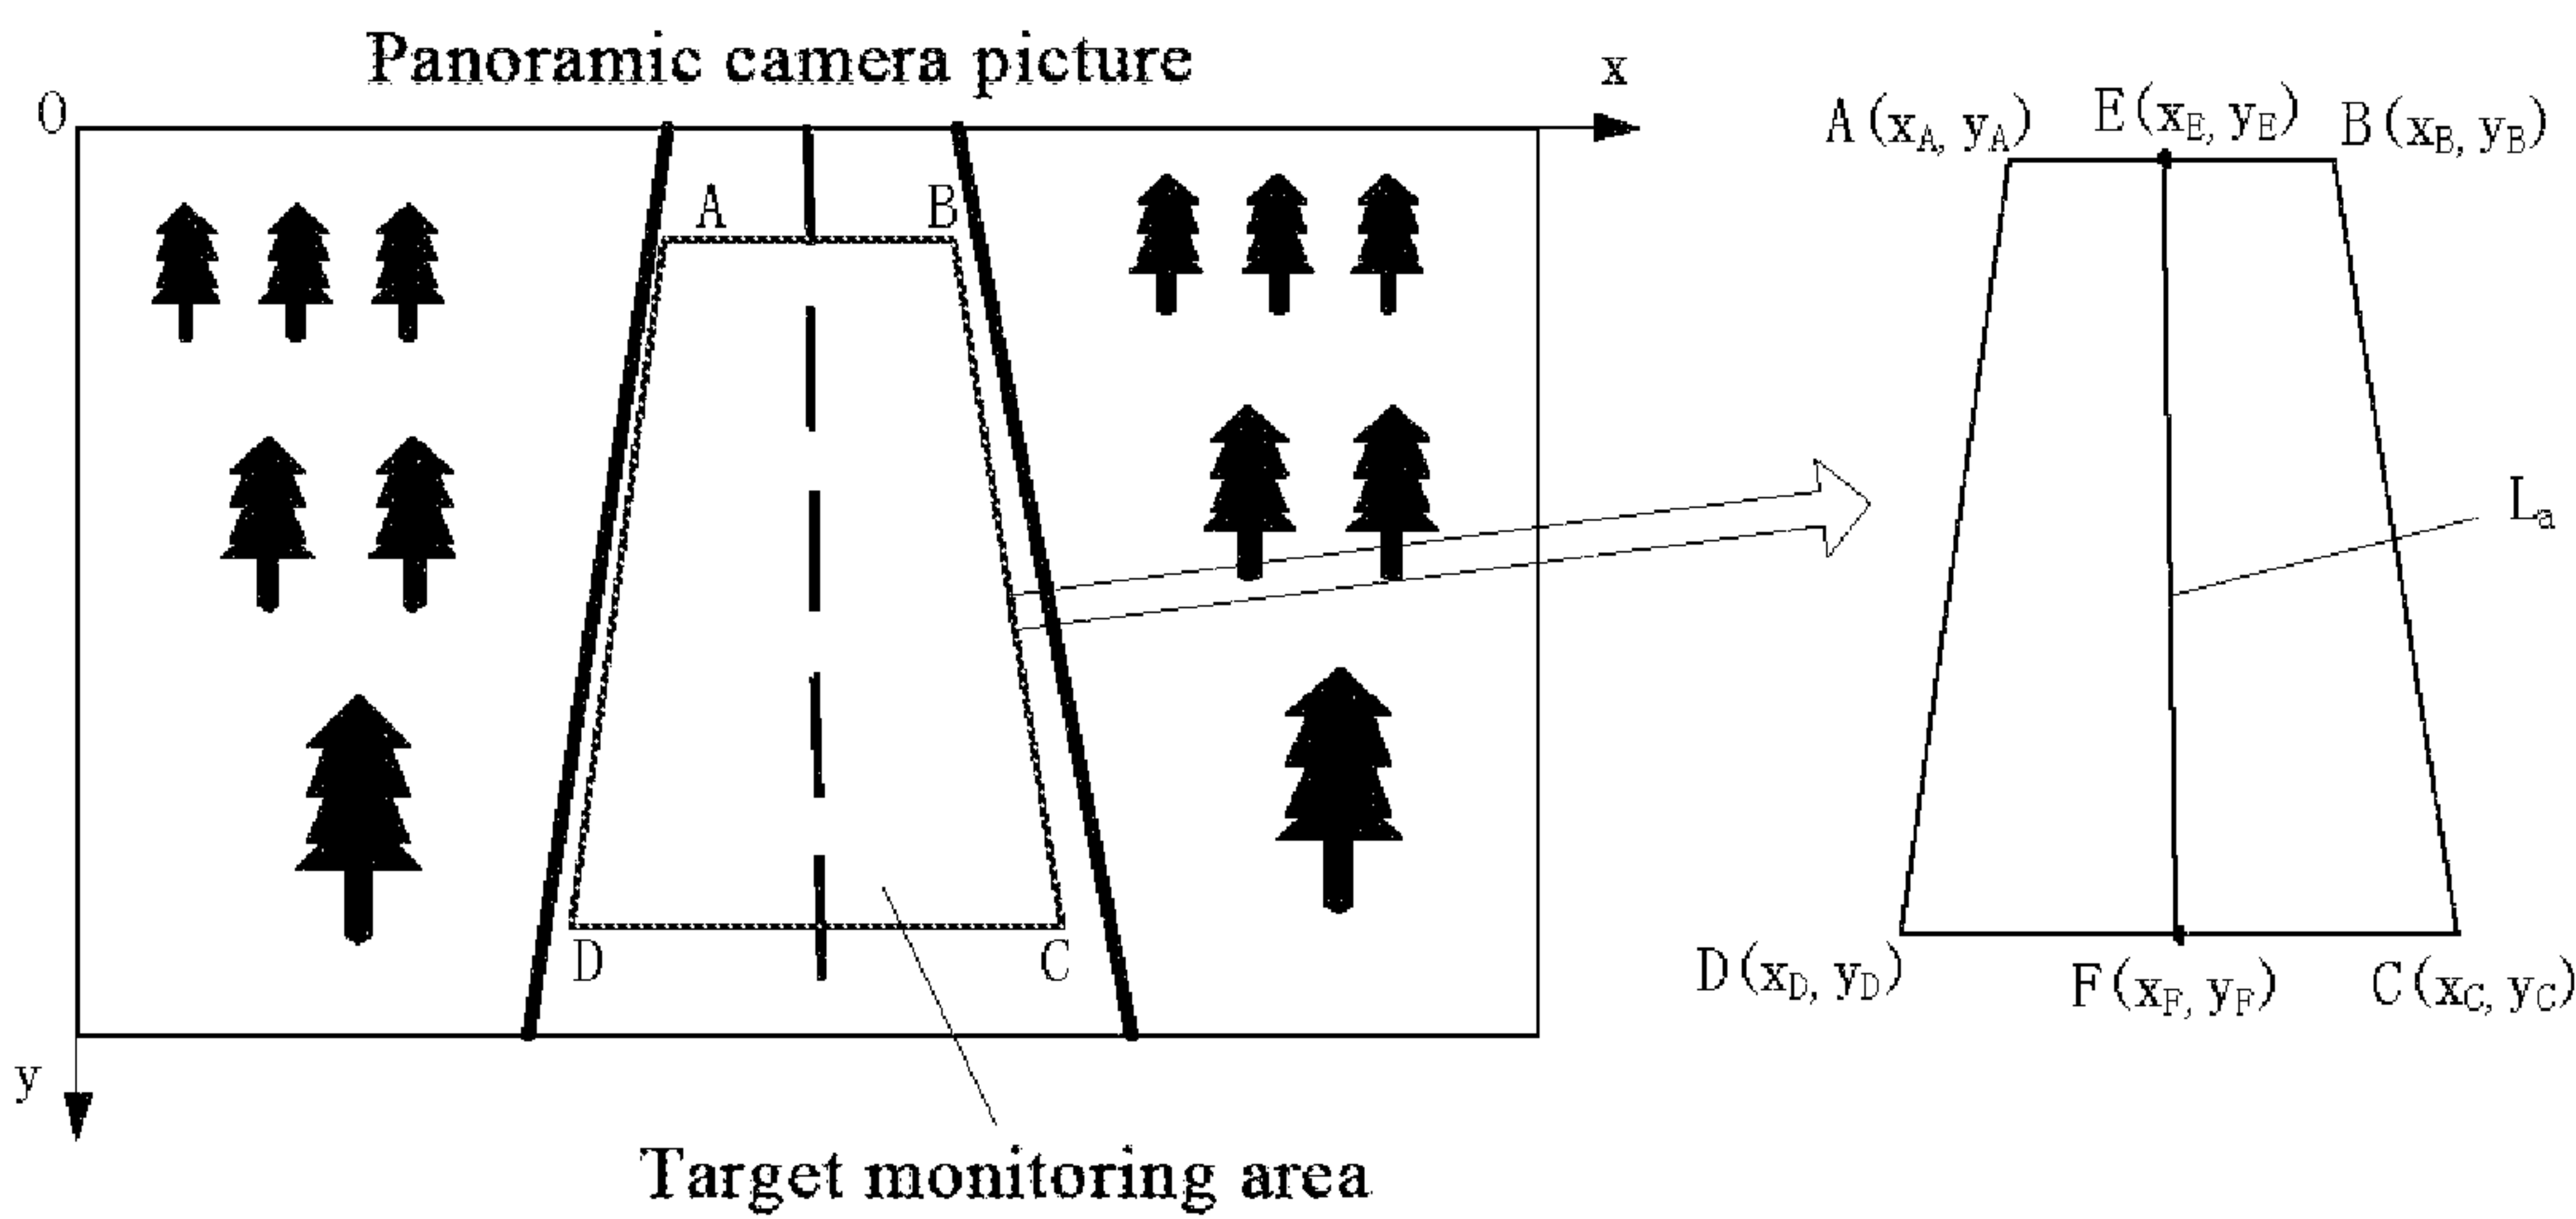 Panoramic camera picture
0
x
A
B
D
C
y
Target monitoring area
A(xA, yA)
E(xE, yE)
B(xB, yB)
La
D(xD, yD)
F(xF, yF)
C(xC, yC)